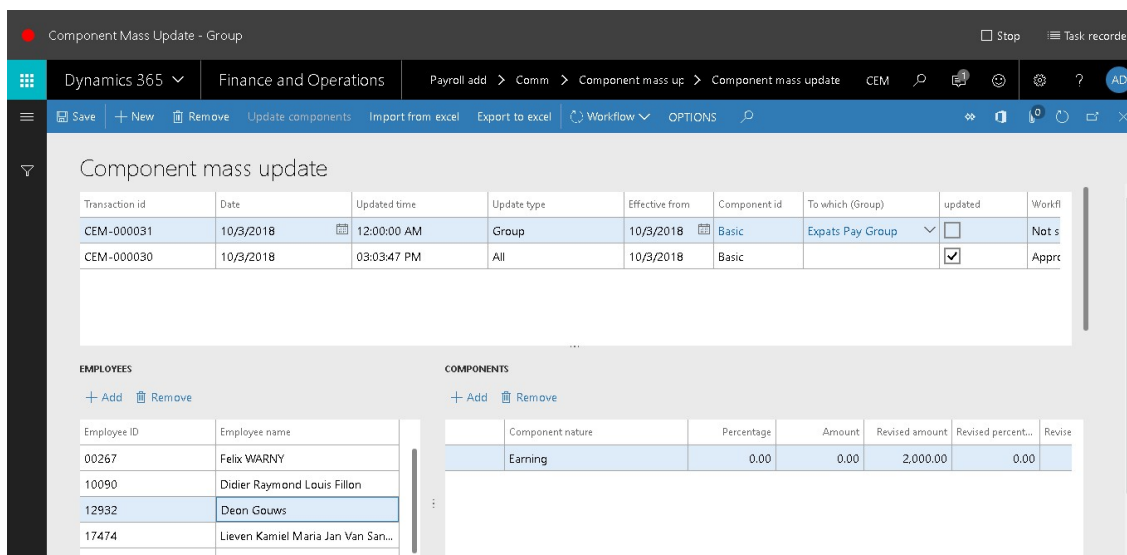 Component Mass Update - Group Stop Task recorde
Dynamics 365 Finance and Operations Payroll add > Comm > Component mass up > Component mass update CEM 1 ? AD
Save + New Remove Update components Import from excel Export to excel Workflow OPTIONS 0
Component mass update
Transaction id Date Updated time Update type Effective from Component id To which (Group) updated Workfl
CEM-000031 10/3/2018 12:00:00 AM Group 10/3/2018 Basic Expats Pay Group Not s
CEM-000030 10/3/2018 03:03:47 PM All 10/3/2018 Basic Appro
EMPLOYEES COMPONENTS
+ Add Remove + Add Remove
Employee ID Employee name Component nature Percentage Amount Revised amount Revised percent... Revise
00267 Felix WARNY Earning 0.00 0.00 2,000.00 0.00
10090 Didier Raymond Louis Fillon
12932 Deon Gouws
17474 Lieven Kamiel Maria Jan Van San...